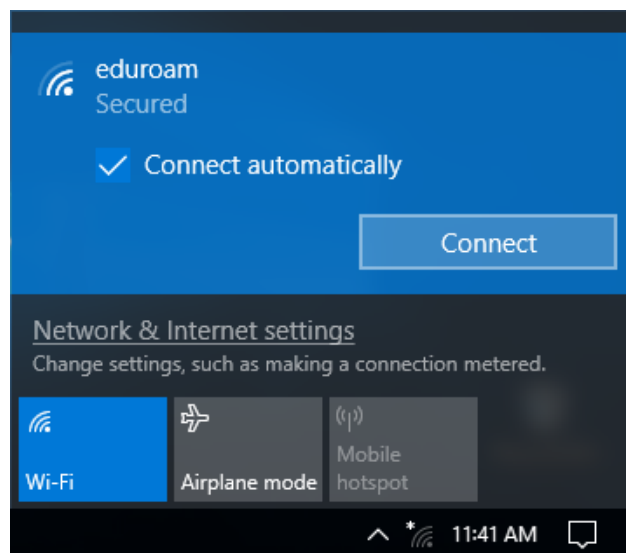 eduroam
Secured
Connect automatically
Connect
Network & Internet settings
Change settings, such as making a connection metered.
Wi-Fi
Airplane mode
Mobile
hotspot
11:41 AM